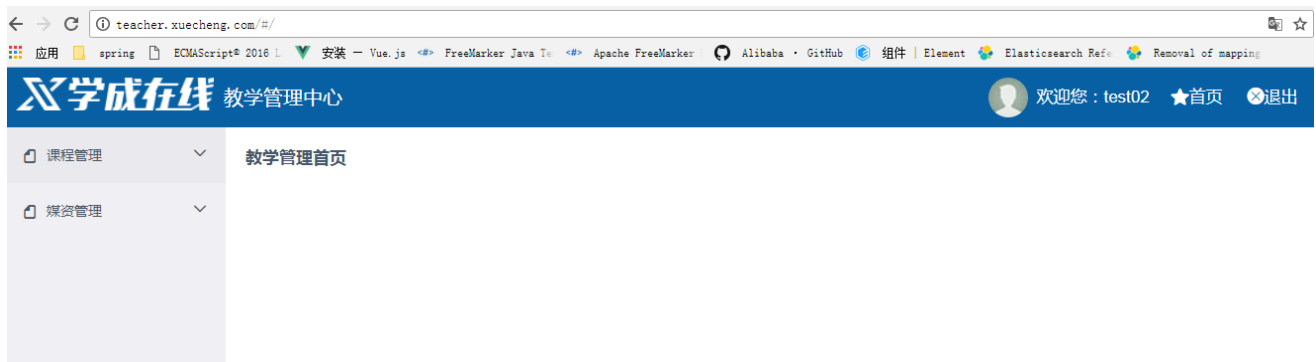 teacher.xuecheng.com/#/
应用 spring ECMAScript® 2016 L 安装 — Vue.js FreeMarker Java Te Apache FreeMarker Alibaba · GitHub 组件 | Element Elasticsearch Refe Removal of mapping
学成在线 教学管理中心 欢迎您：test02 首页 退出
课程管理 教学管理首页
媒资管理